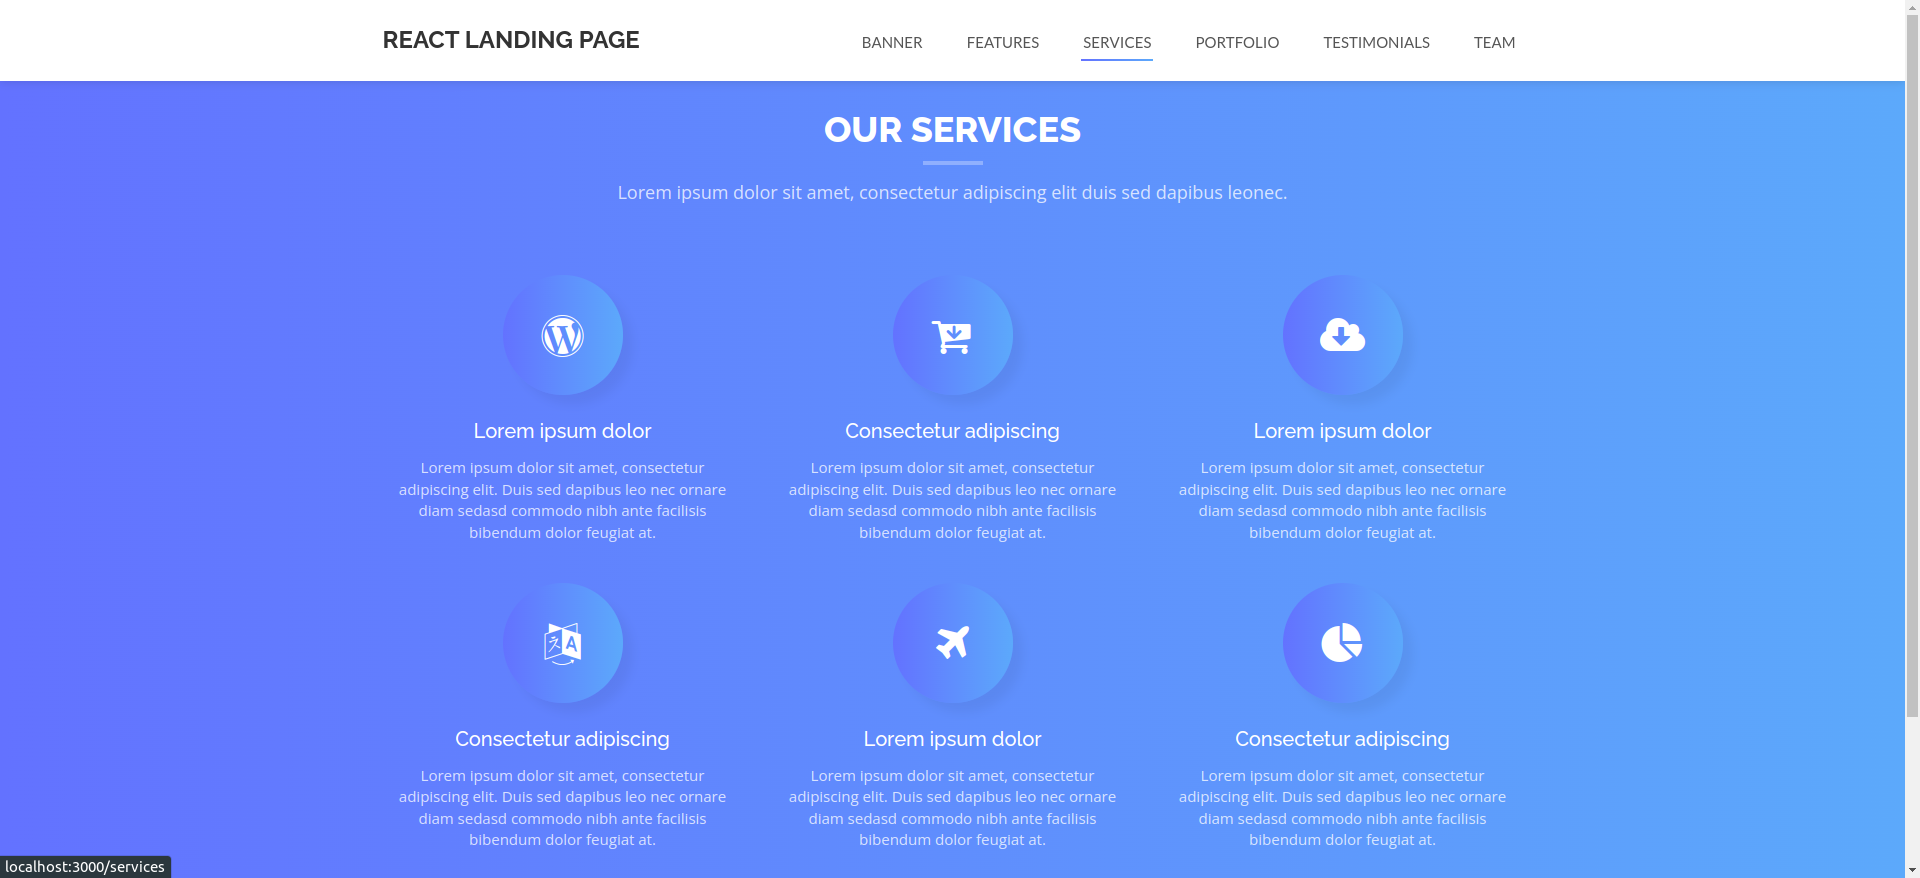 REACT LANDING PAGE
BANNER FEATURES SERVICES PORTFOLIO TESTIMONIALS TEAM
OUR SERVICES
Lorem ipsum dolor sit amet, consectetur adipiscing elit duis sed dapibus leonec.
Lorem ipsum dolor
Lorem ipsum dolor sit amet, consectetur
adipiscing elit. Duis sed dapibus leo nec ornare
diam sedasd commodo nibh ante facilisis
bibendum dolor feugiat at.
Consectetur adipiscing
Lorem ipsum dolor sit amet, consectetur
adipiscing elit. Duis sed dapibus leo nec ornare
diam sedasd commodo nibh ante facilisis
bibendum dolor feugiat at.
Lorem ipsum dolor
Lorem ipsum dolor sit amet, consectetur
adipiscing elit. Duis sed dapibus leo nec ornare
diam sedasd commodo nibh ante facilisis
bibendum dolor feugiat at.
Consectetur adipiscing
Lorem ipsum dolor sit amet, consectetur
adipiscing elit. Duis sed dapibus leo nec ornare
diam sedasd commodo nibh ante facilisis
bibendum dolor feugiat at.
Lorem ipsum dolor
Lorem ipsum dolor sit amet, consectetur
adipiscing elit. Duis sed dapibus leo nec ornare
diam sedasd commodo nibh ante facilisis
bibendum dolor feugiat at.
Consectetur adipiscing
Lorem ipsum dolor sit amet, consectetur
adipiscing elit. Duis sed dapibus leo nec ornare
diam sedasd commodo nibh ante facilisis
bibendum dolor feugiat at.
localhost:3000/services